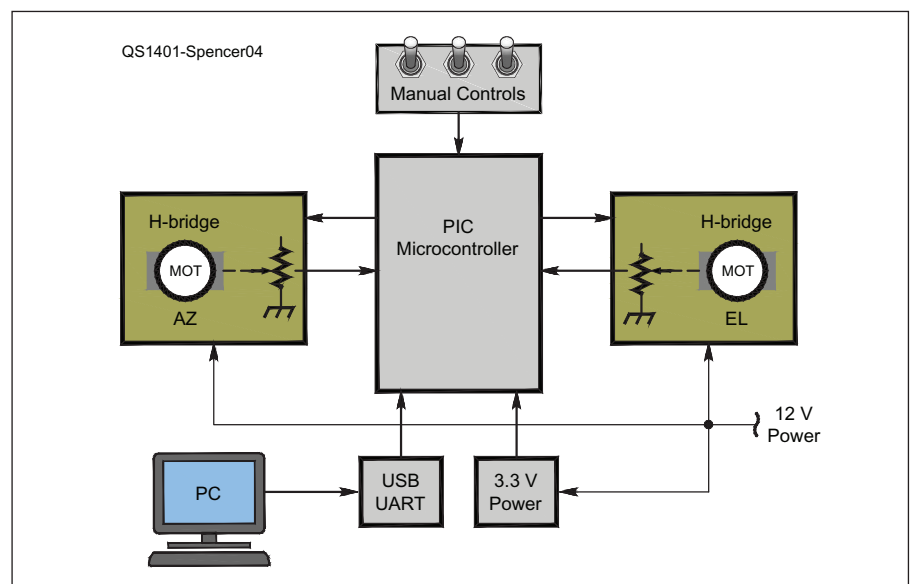 QS1401-Spencer04
Manual Controls
H-bridge
MOT
AZ
PIC
Microcontroller
H-bridge
MOT
EL
12 V
Power
PC
USB
UART
3.3 V
Power